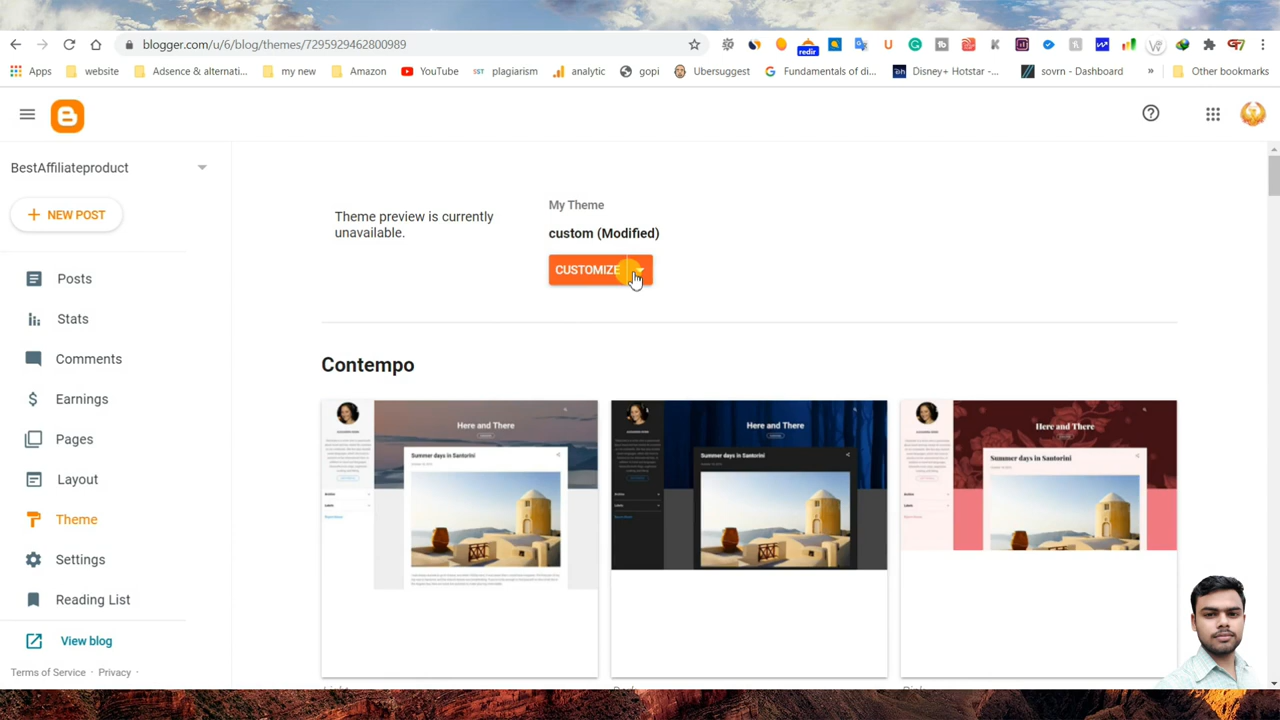 blogger.com/u/6/blog/themes/7295929462800989
redir
Apps
website
Adsence & alternati...
my new
Amazon
YouTube
SST
plagiarism
analytic
gopi
Ubersuggest
Fundamentals of di...
Disney+ Hotstar -...
sovrn - Dashboard
»
Other bookmarks
BestAffiliateproduct
+ NEW POST
Posts
Stats
Comments
Earnings
Pages
Layout
Theme
Settings
Reading List
View blog
Terms of Service · Privacy ·
Theme preview is currently
unavailable.
My Theme
custom (Modified)
CUSTOMIZE
Contempo
Here and There
Summer days in Santorini
Here and There
Summer days in Santorini
Here and There
Summer days in Santorini